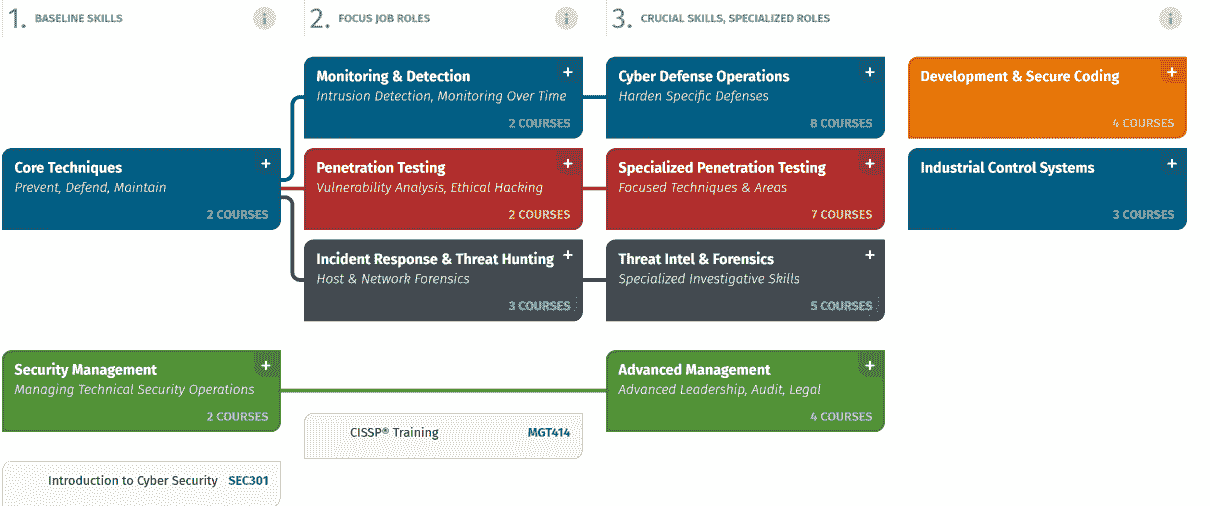 1. BASELINE SKILLS
i
2. FOCUS JOB ROLES
i
3. CRUCIAL SKILLS, SPECIALIZED ROLES
i
Monitoring & Detection +
Intrusion Detection, Monitoring Over Time
2 COURSES
Cyber Defense Operations +
Harden Specific Defenses
8 COURSES
Development & Secure Coding +
4 COURSES
Core Techniques +
Prevent, Defend, Maintain
2 COURSES
Penetration Testing +
Vulnerability Analysis, Ethical Hacking
2 COURSES
Specialized Penetration Testing +
Focused Techniques & Areas
7 COURSES
Industrial Control Systems +
3 COURSES
Incident Response & Threat Hunting +
Host & Network Forensics
3 COURSES
Threat Intel & Forensics +
Specialized Investigative Skills
5 COURSES
Security Management +
Managing Technical Security Operations
2 COURSES
Advanced Management +
Advanced Leadership, Audit, Legal
4 COURSES
CISSP® Training MGT414
Introduction to Cyber Security SEC301